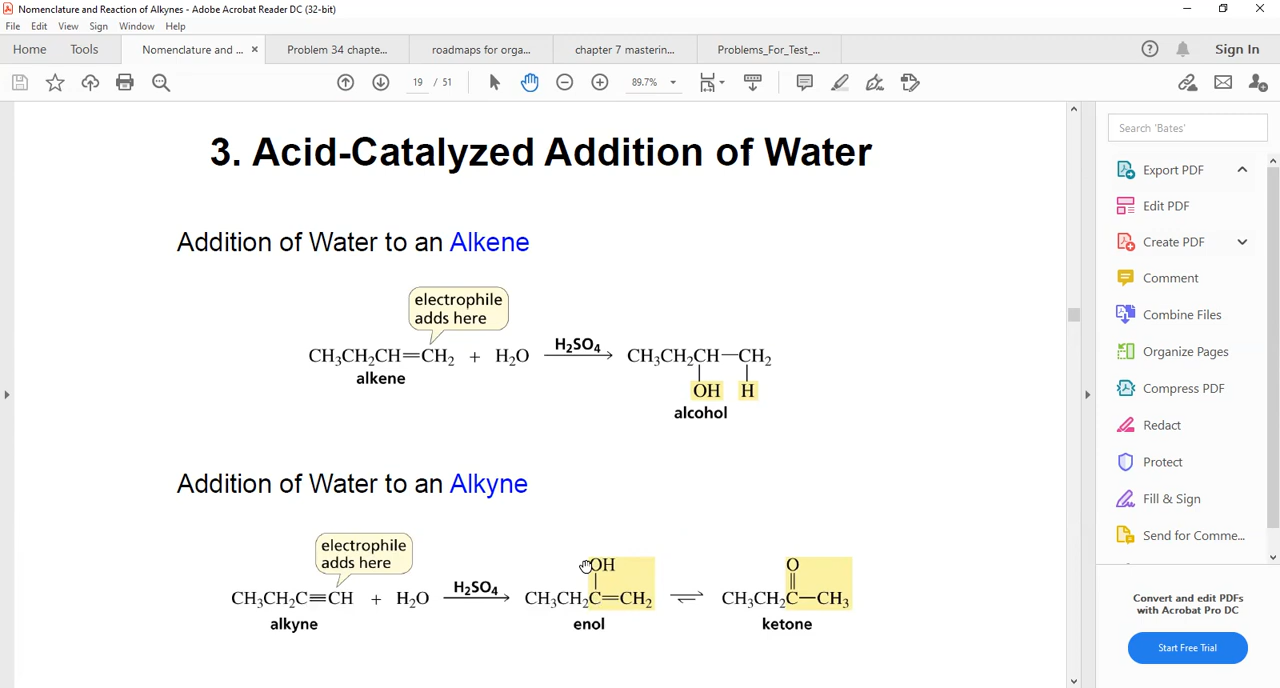 Nomenclature and Reaction of Alkynes - Adobe Acrobat Reader DC (32-bit)
File Edit View Sign Window Help
Home Tools Nomenclature and ... × Problem 34 chapte... roadmaps for orga... chapter 7 masterin... Problems_For_Test_... Sign In
19 / 51 89.7%
3. Acid-Catalyzed Addition of Water
Addition of Water to an Alkene
electrophile
adds here
CH₃CH₂CH=CH₂ + H₂O H₂SO₄ → CH₃CH₂CH—CH₂
OH H
alkene
alcohol
Addition of Water to an Alkyne
electrophile
adds here
OH O
CH₃CH₂C≡CH + H₂O H₂SO₄ → CH₃CH₂C=CH₂ ⇌ CH₃CH₂C—CH₃
alkyne enol ketone
Search 'Bates'
Export PDF
Edit PDF
Create PDF
Comment
Combine Files
Organize Pages
Compress PDF
Redact
Protect
Fill & Sign
Send for Comme...
Convert and edit PDFs
with Acrobat Pro DC
Start Free Trial